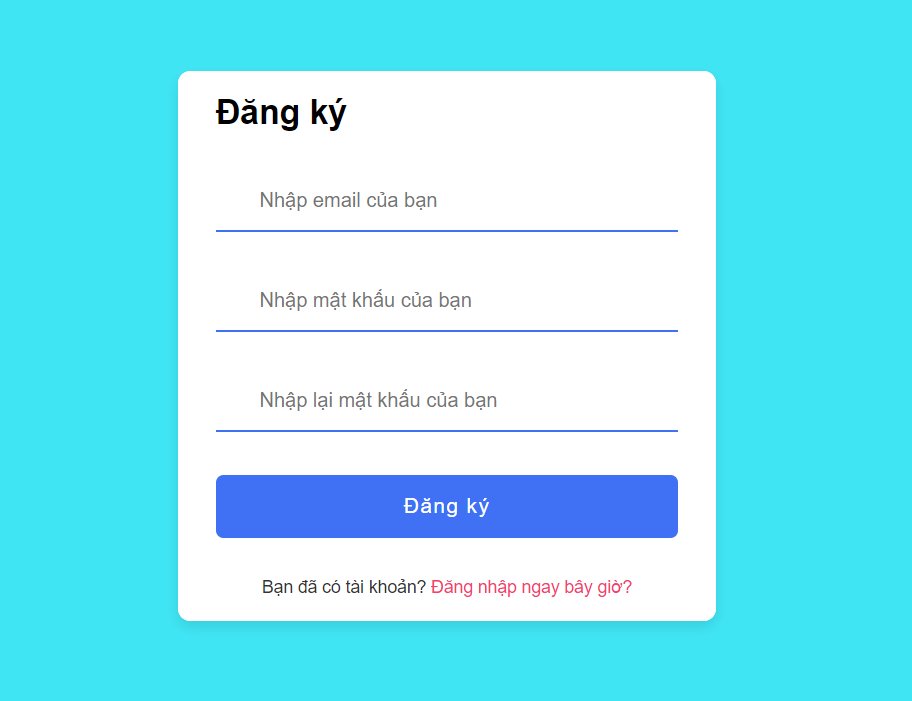 Đăng ký
Nhập email của bạn
Nhập mật khẩu của bạn
Nhập lại mật khẩu của bạn
Đăng ký
Bạn đã có tài khoản? Đăng nhập ngay bây giờ?